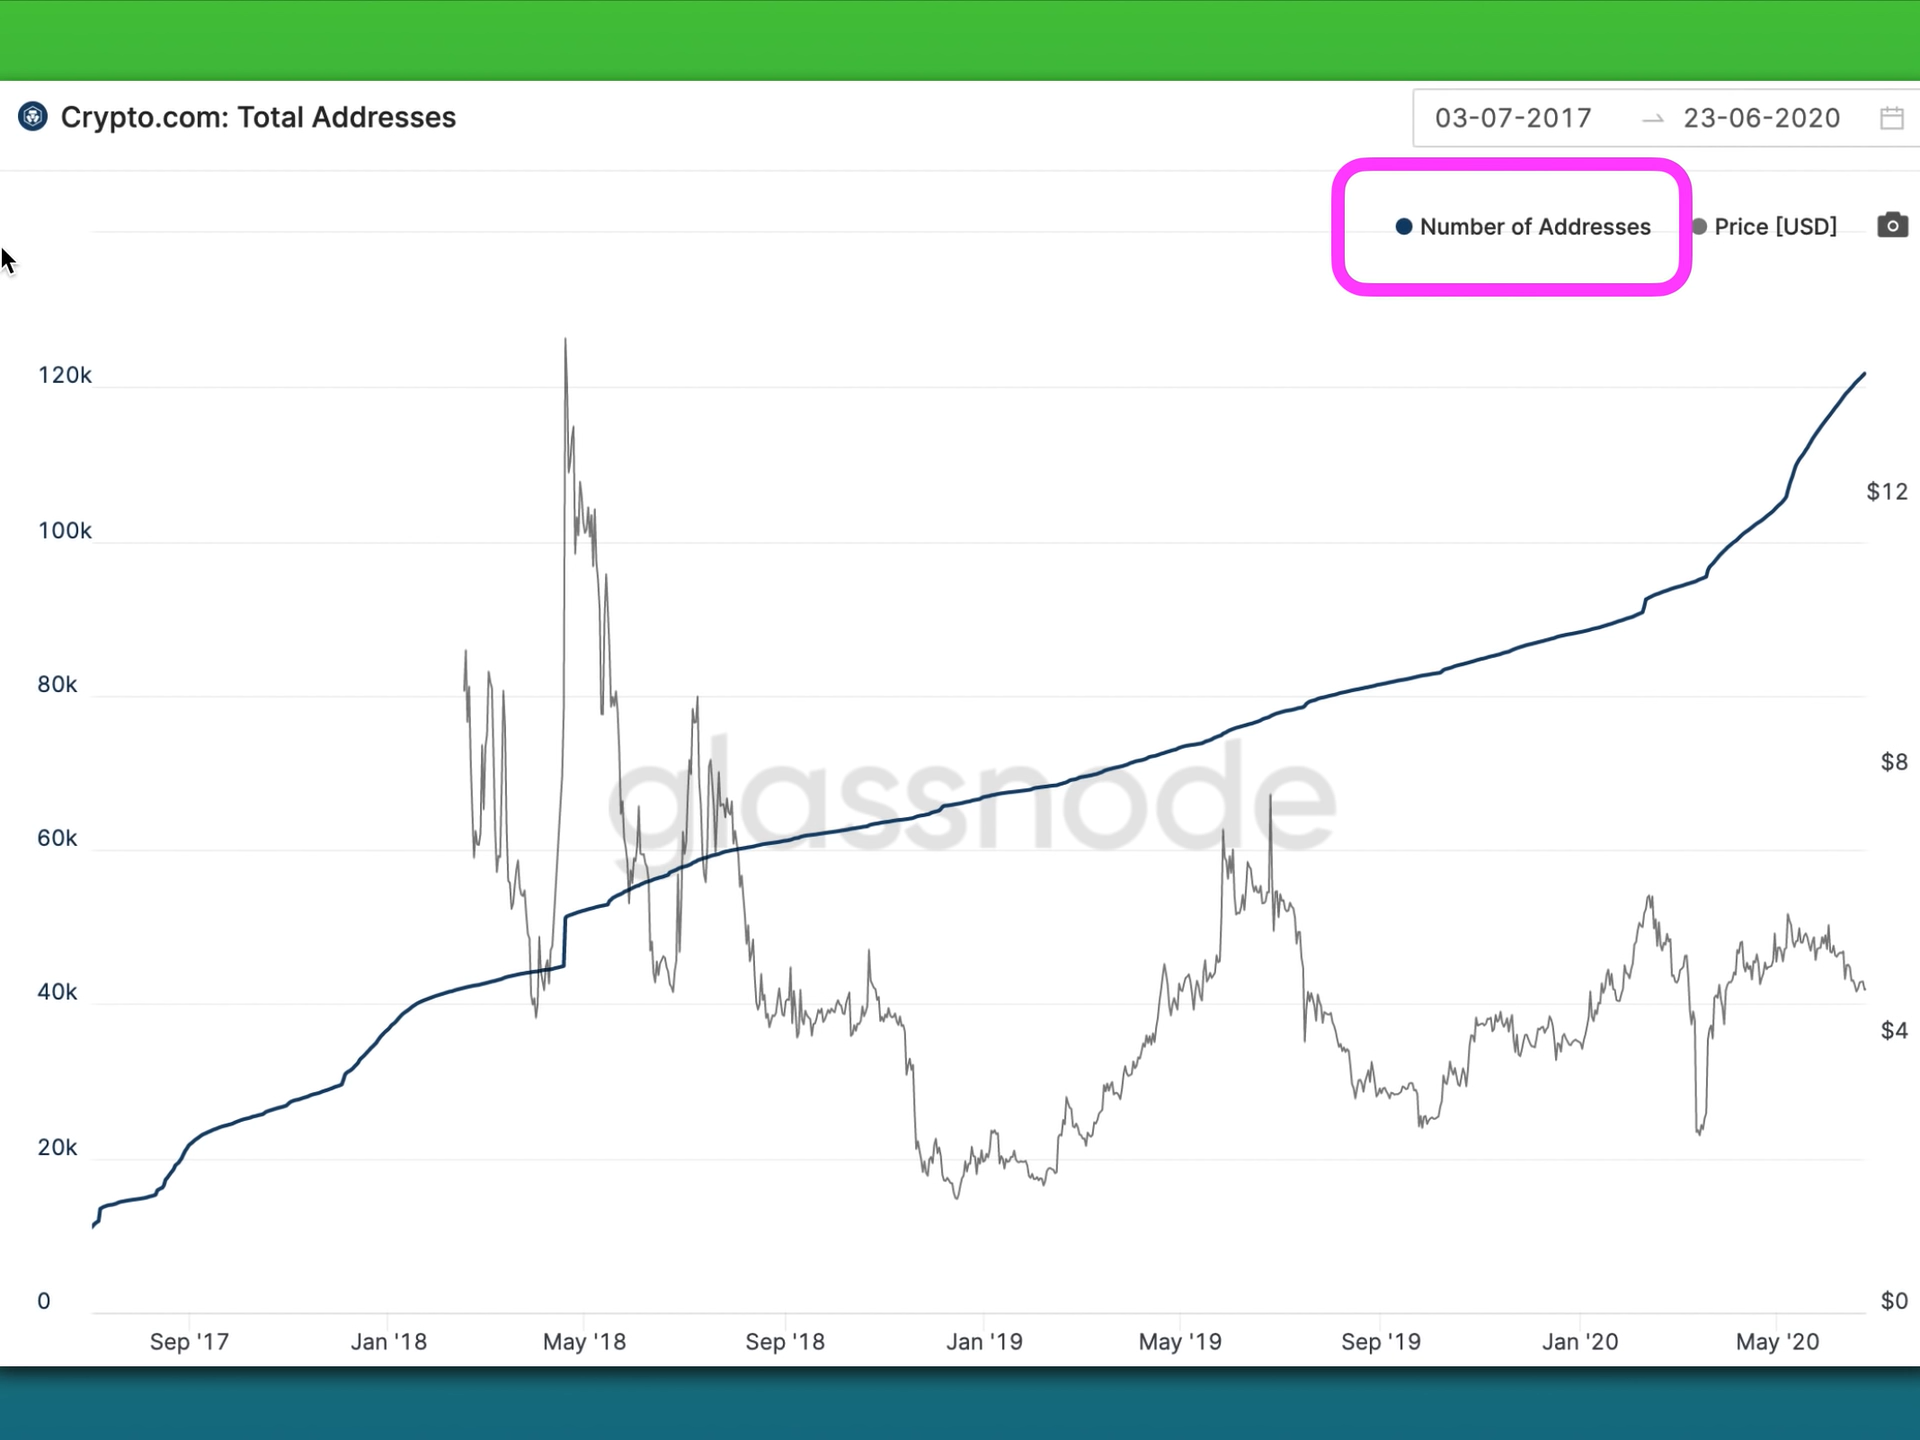 Crypto.com: Total Addresses
03-07-2017 → 23-06-2020
Number of Addresses
Price [USD]
120k
100k
80k
60k
40k
20k
0
$12
$8
$4
$0
glassnode
Sep '17
Jan '18
May '18
Sep '18
Jan '19
May '19
Sep '19
Jan '20
May '20